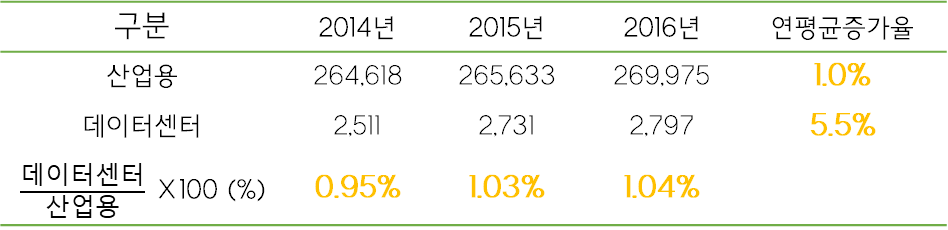 구분 2014년 2015년 2016년 연평균증가율
산업용 264,618 265,633 269,975 1.0%
데이터센터 2,511 2,731 2,797 5.5%
데이터센터
산업용
X100 (%) 0.95% 1.03% 1.04%